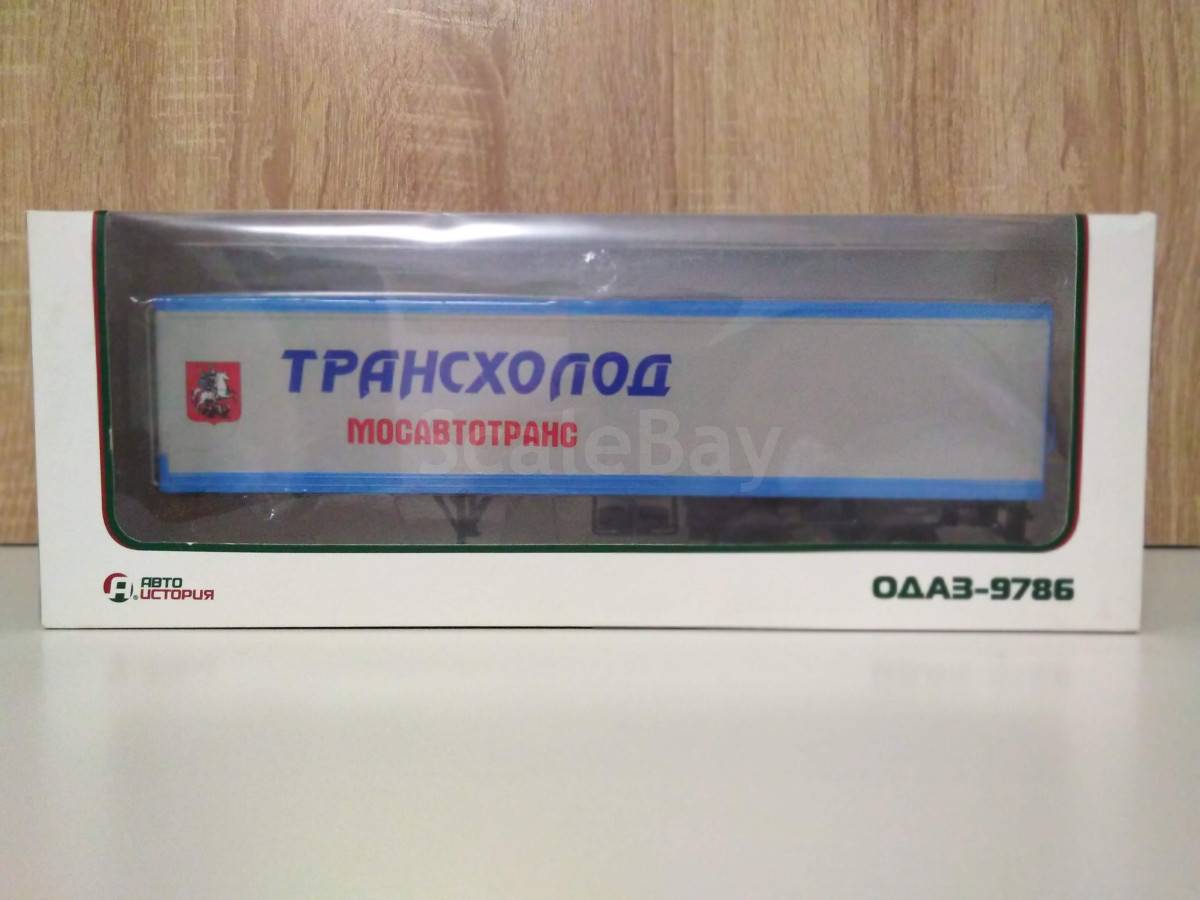 ТРАНСХОЛОД
МОСАВТОТРАНС
ScaleBay
АВТО
ИСТОРИЯ
ОДАЗ-9786